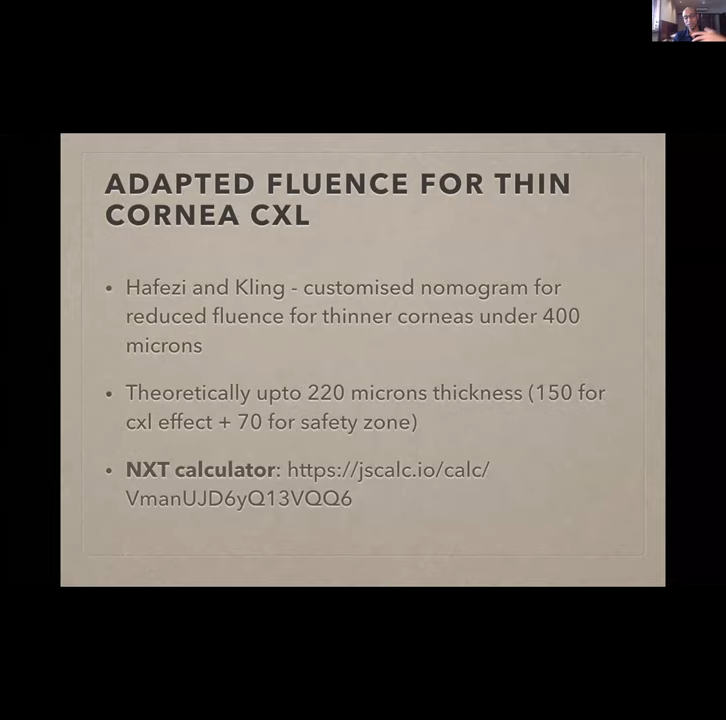 ADAPTED FLUENCE FOR THIN
CORNEA CXL
• Hafezi and Kling - customised nomogram for
reduced fluence for thinner corneas under 400
microns
• Theoretically upto 220 microns thickness (150 for
cxl effect + 70 for safety zone)
• NXT calculator: https://jscalc.io/calc/
VmanUJD6yQ13VQQ6